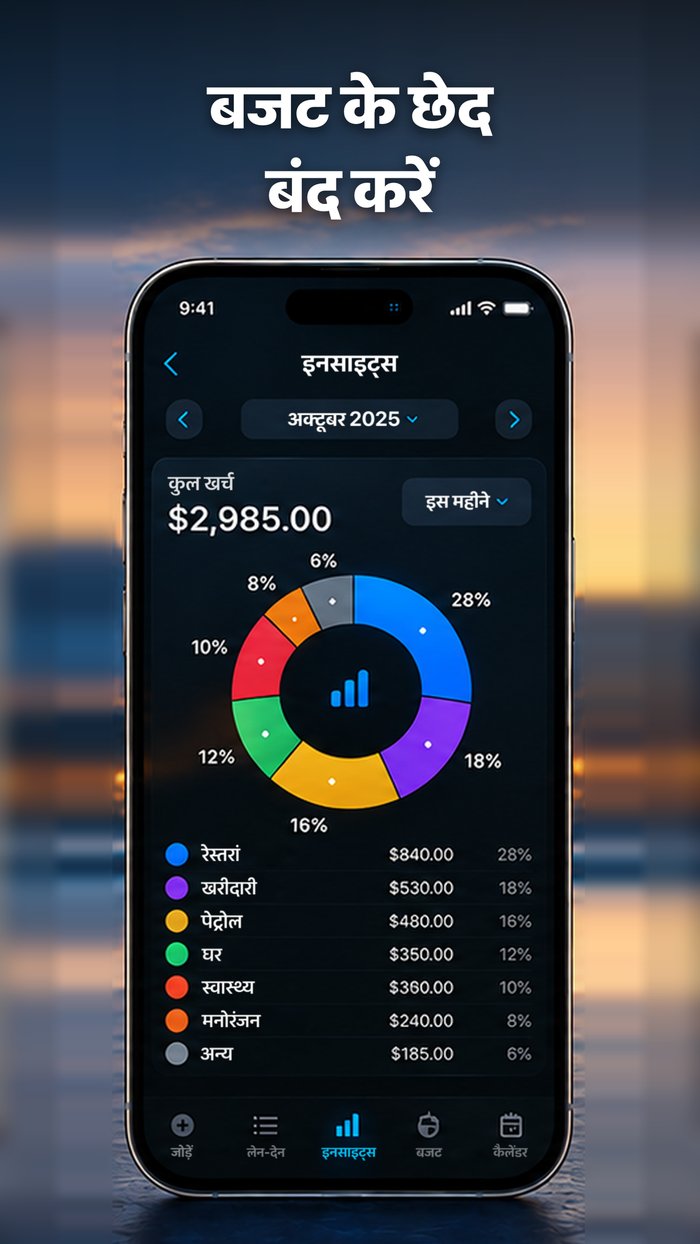 बजट के छेद
बंद करें
9:41
इनसाइट्स
अक्टूबर 2025
कुल खर्च
$2,985.00
इस महीने
6%
8%
28%
10%
12%
18%
16%
रेस्तरां $840.00 28%
खरीदारी $530.00 18%
पेट्रोल $480.00 16%
घर $350.00 12%
स्वास्थ्य $360.00 10%
मनोरंजन $240.00 8%
अन्य $185.00 6%
जोड़ें लेन-देन इनसाइट्स बजट कैलेंडर